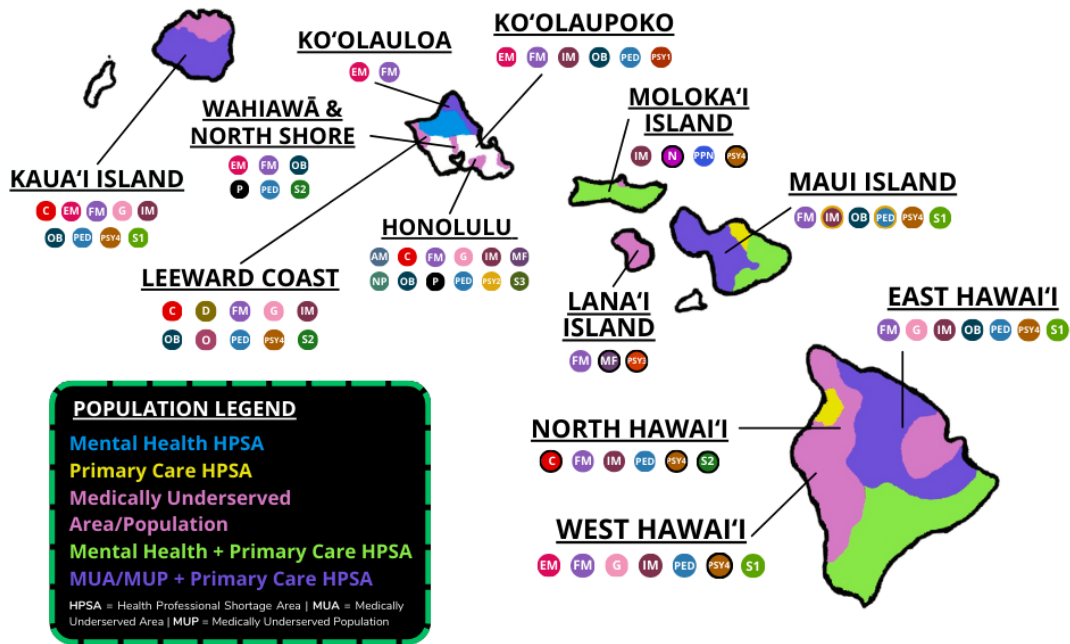 KO‘OLAULOA
EM FM
KO‘OLAUPOKO
EM FM IM OB PED PSY1
WAHIAWĀ &
NORTH SHORE
EM FM OB
P PED S2
MOLOKA‘I
ISLAND
IM N PPN PSY4
KAUA‘I ISLAND
C EM FM G IM
OB PED PSY4 S1
MAUI ISLAND
FM IM OB PED PSY4 S1
HONOLULU
AM C FM G IM MF
NP OB P PED PSY2 S3
LEEWARD COAST
C D FM G IM
OB O PED PSY4 S2
LANA‘I
ISLAND
FM MF PSY3
EAST HAWAI‘I
FM G IM OB PED PSY4 S1
NORTH HAWAI‘I
C FM IM PED PSY4 S2
WEST HAWAI‘I
EM FM G IM PED PSY4 S1
POPULATION LEGEND
Mental Health HPSA
Primary Care HPSA
Medically Underserved
Area/Population
Mental Health + Primary Care HPSA
MUA/MUP + Primary Care HPSA
HPSA = Health Professional Shortage Area | MUA = Medically
Underserved Area | MUP = Medically Underserved Population